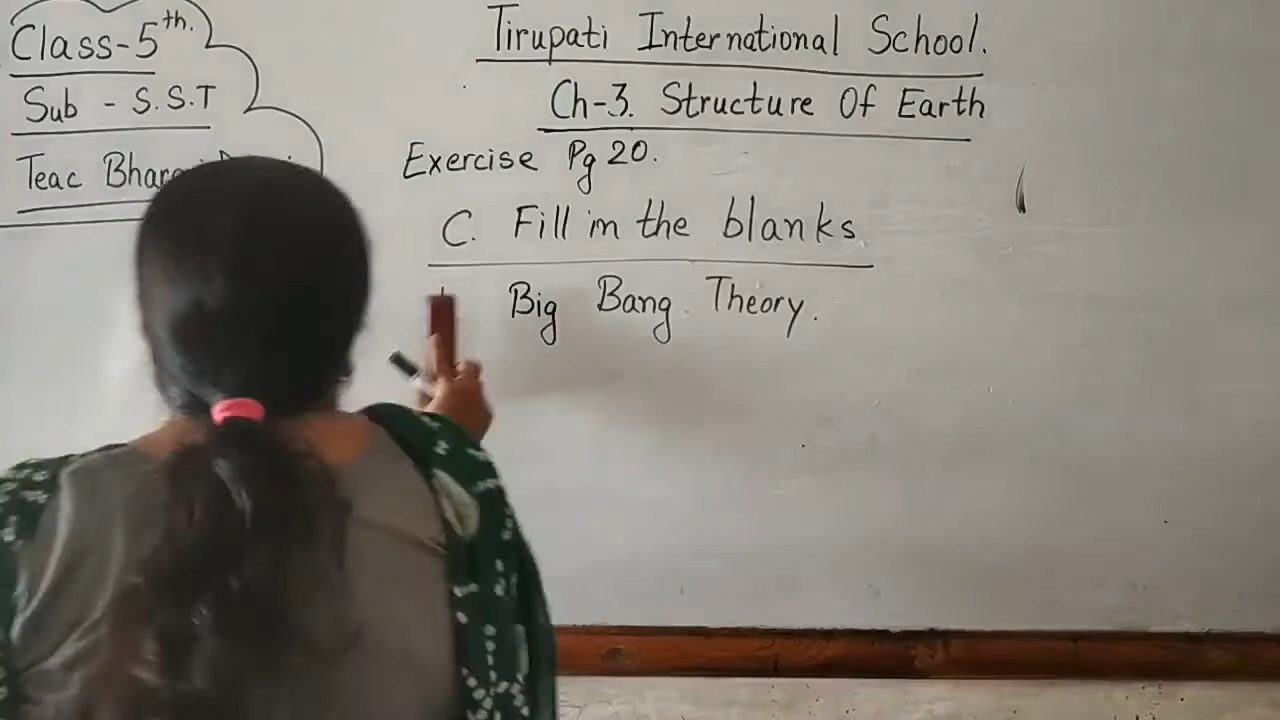 Class-5th.
Sub - S.S.T
Teac
Tirupati International School.
Ch-3. Structure Of Earth
Exercise Pg 20.
C. Fill in the blanks
Big Bang Theory.